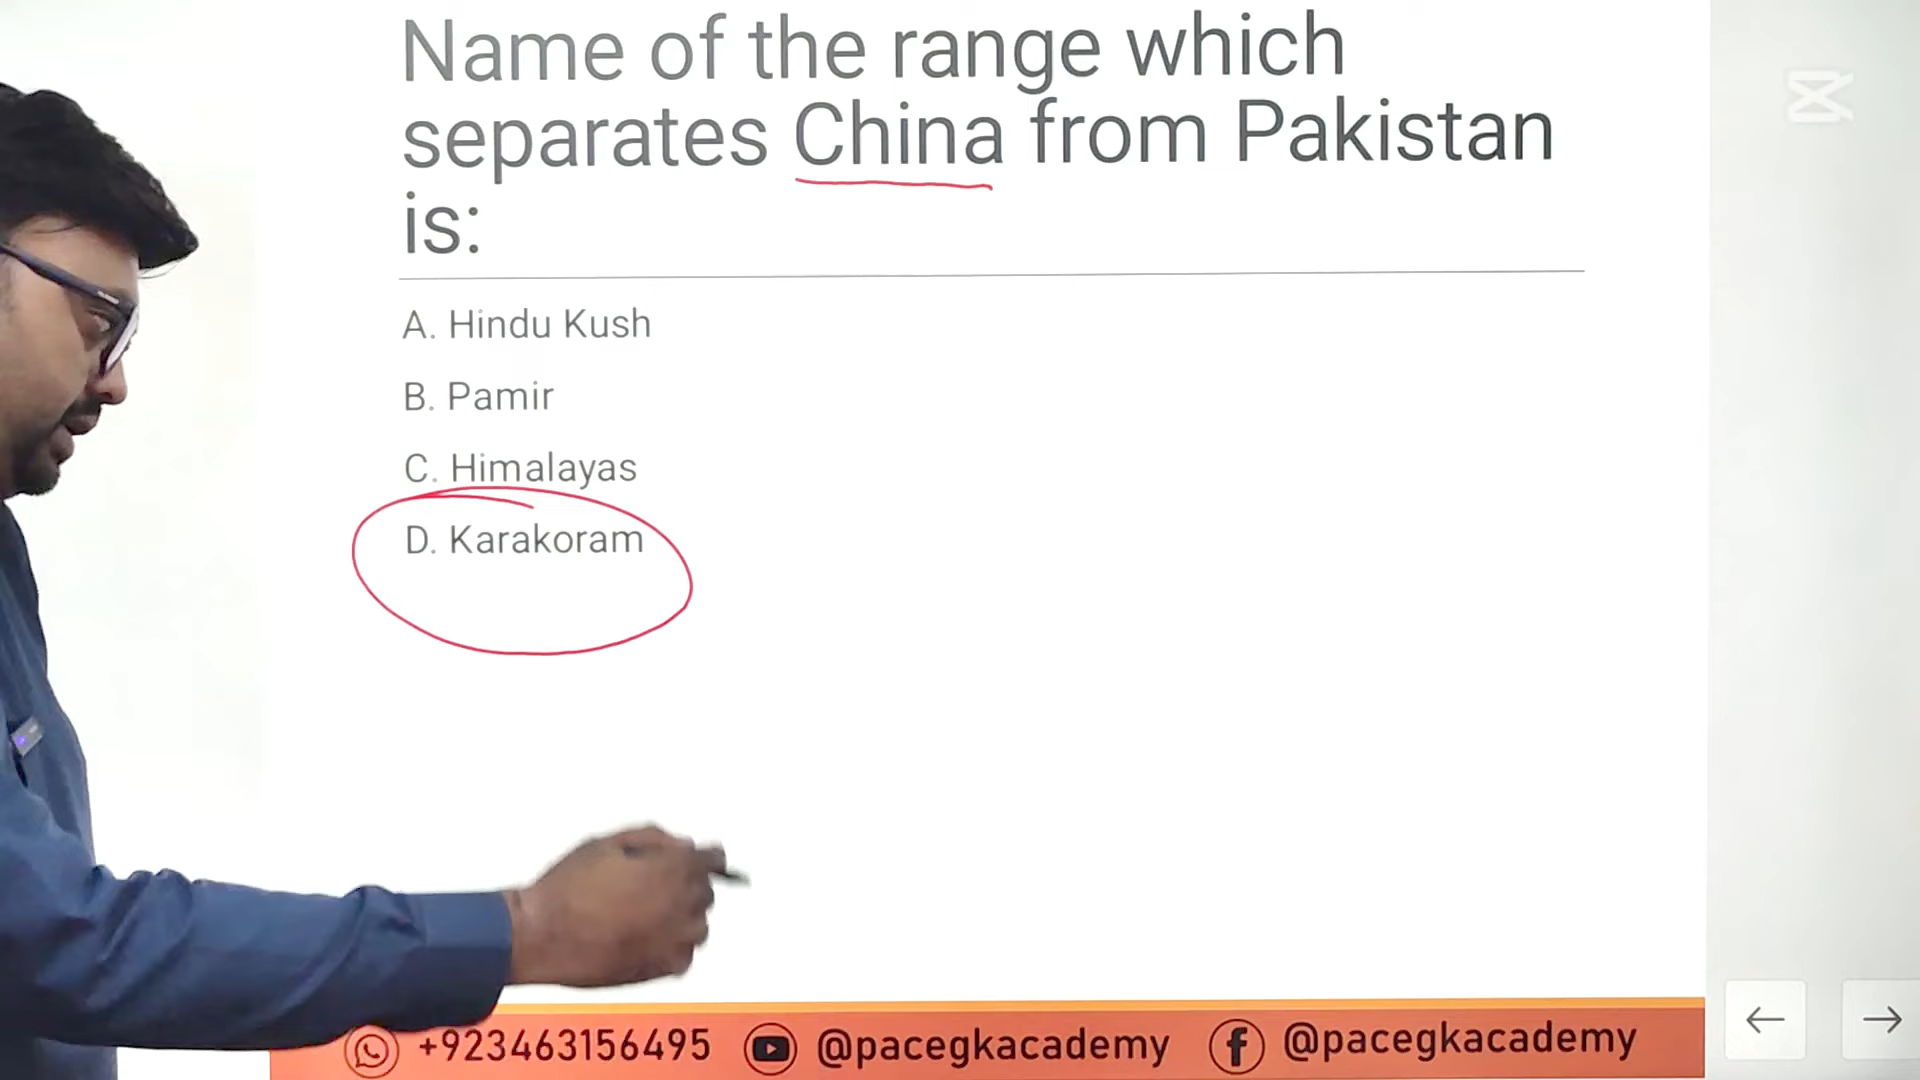 Name of the range which
separates China from Pakistan
is:
A. Hindu Kush
B. Pamir
C. Himalayas
D. Karakoram
+923463156495 @pacegkacademy @pacegkacademy